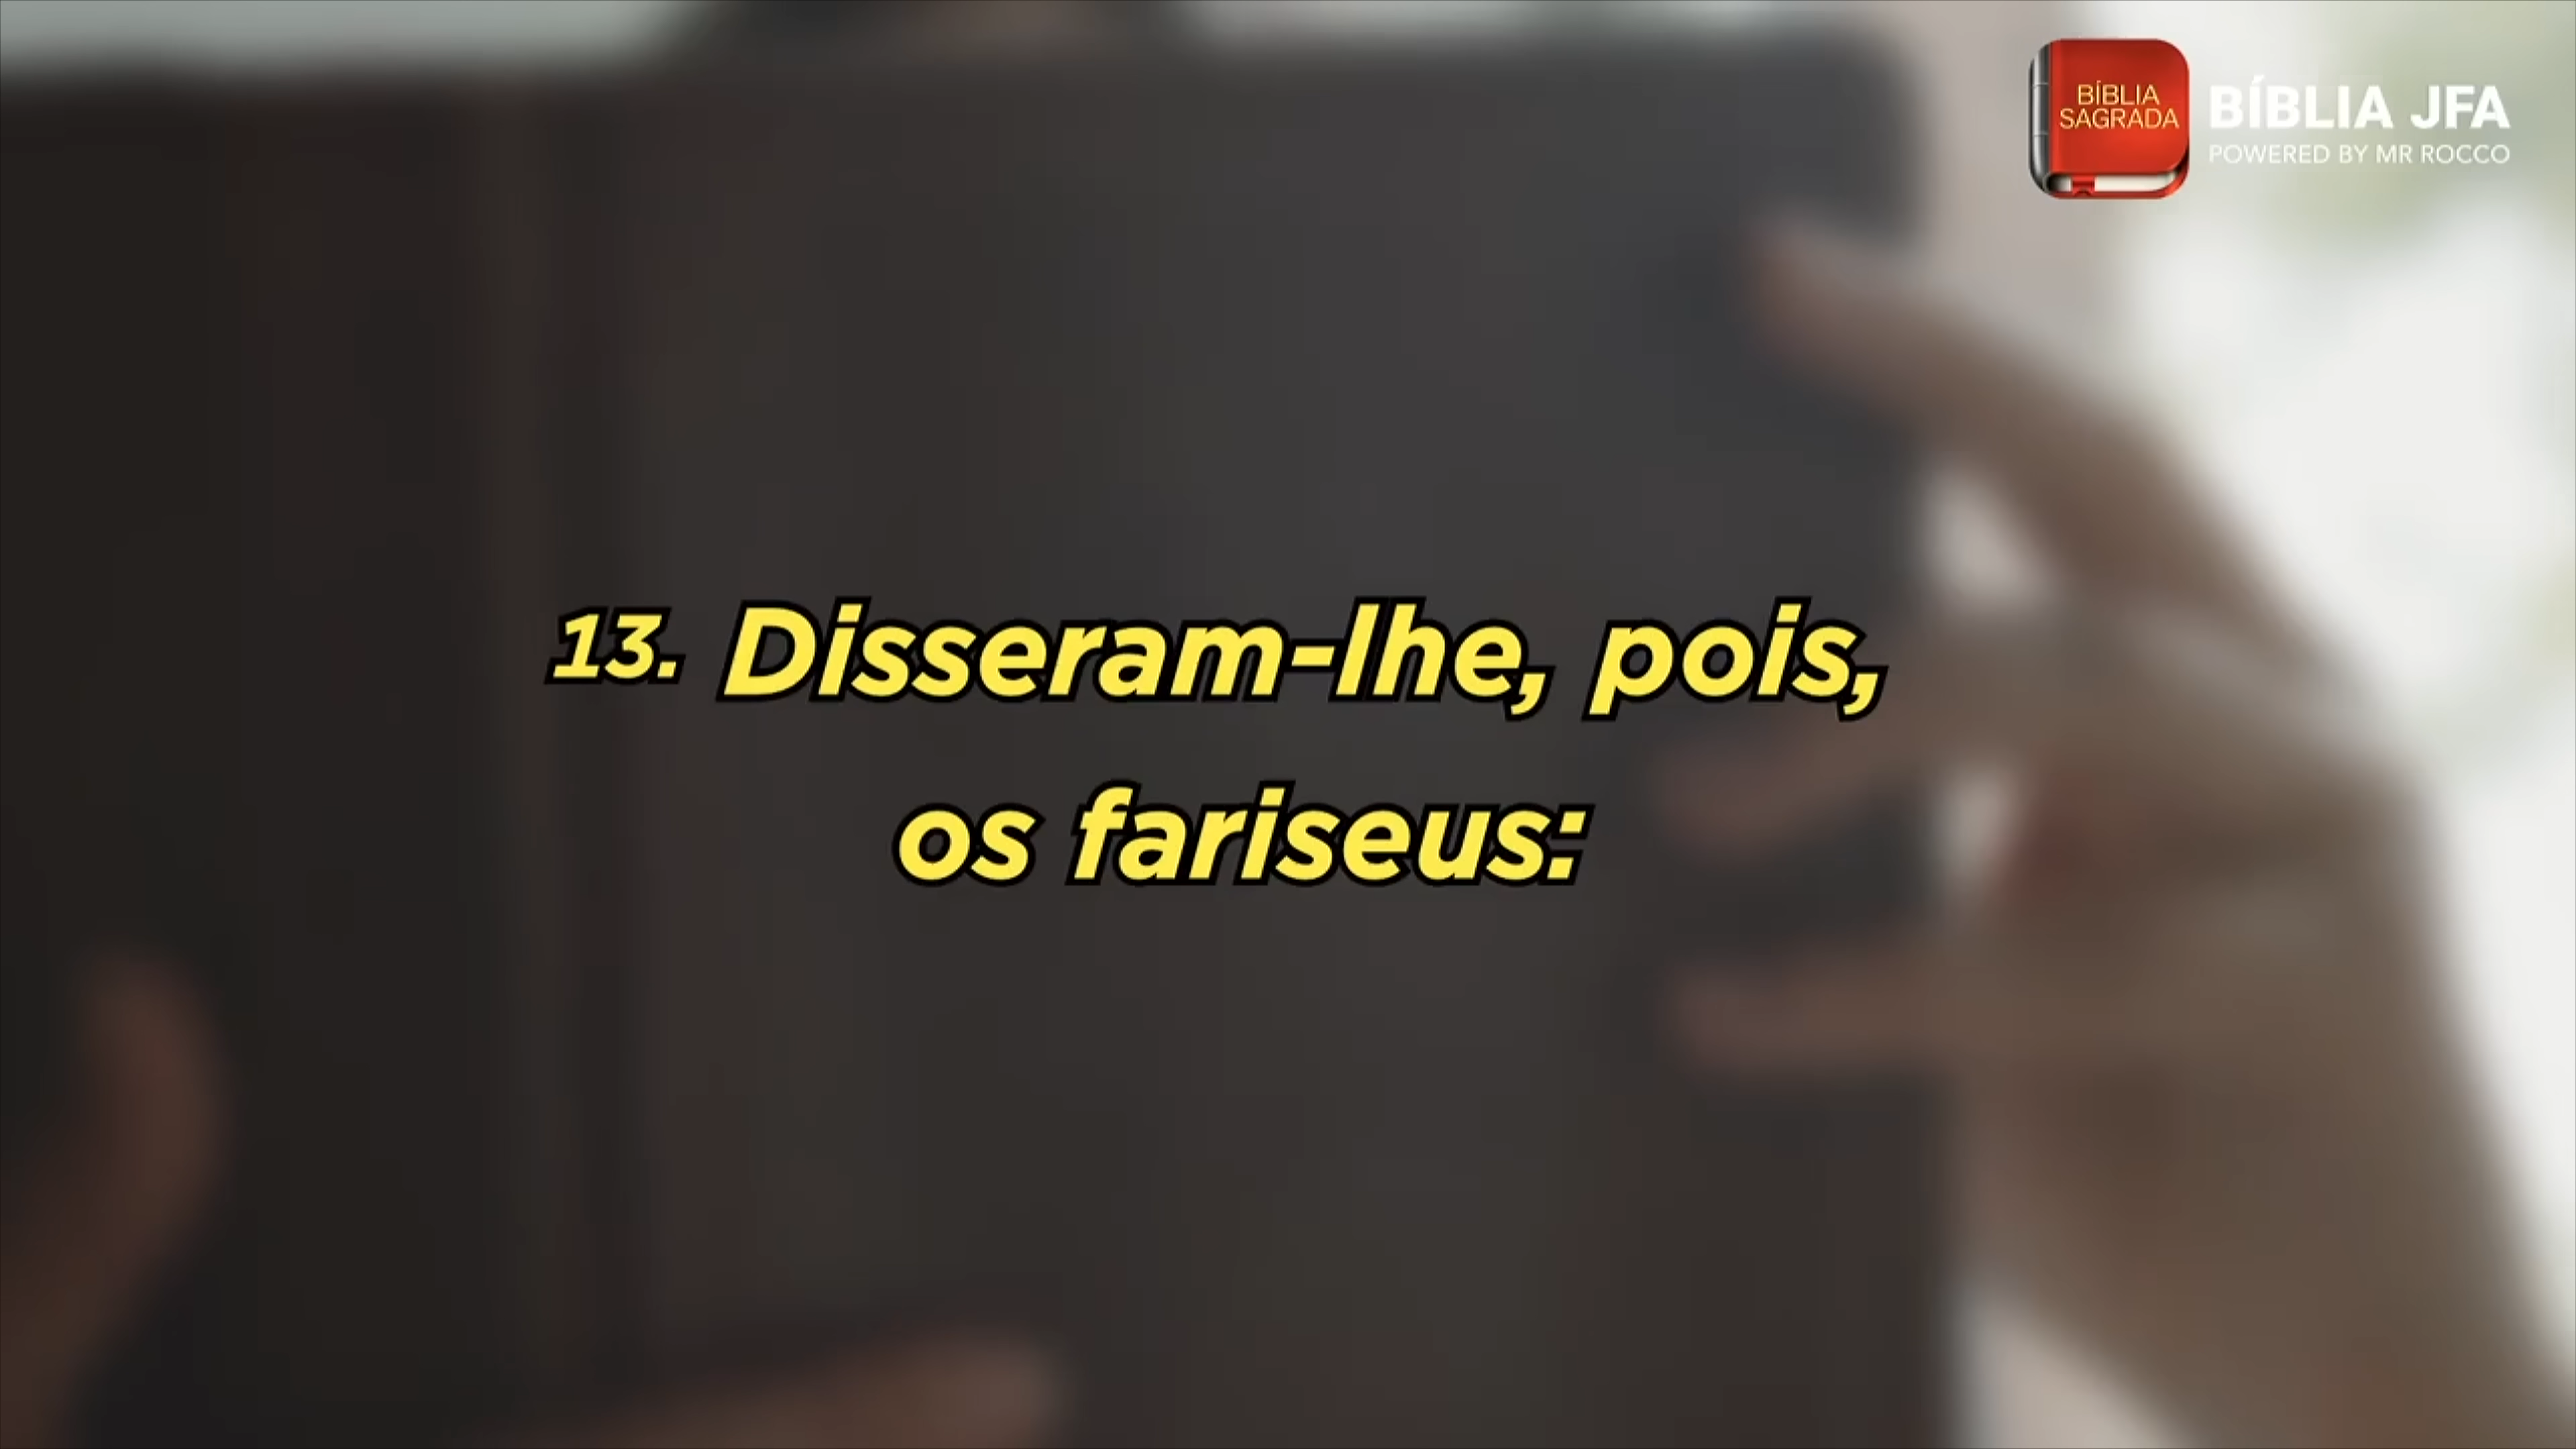 BÍBLIA
SAGRADA
BÍBLIA JFA
POWERED BY MR ROCCO
13. Disseram-lhe, pois,
os fariseus: